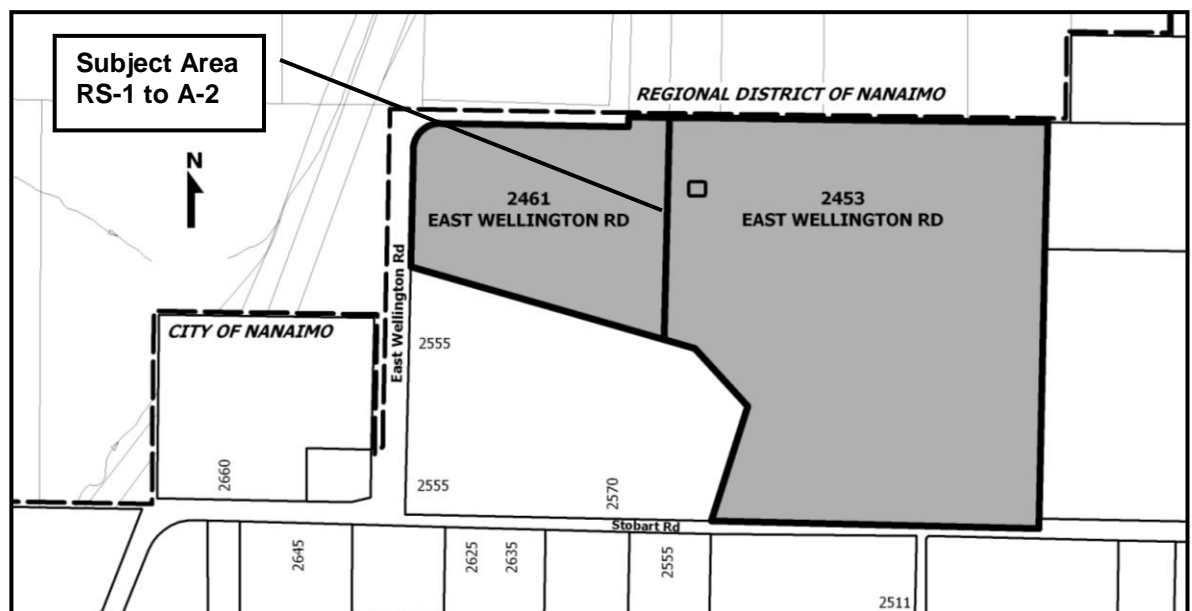 Subject Area
RS-1 to A-2
REGIONAL DISTRICT OF NANAIMO
N
2461
EAST WELLINGTON RD
2453
EAST WELLINGTON RD
East Wellington Rd
CITY OF NANAIMO
2555
2660
2555
2570
Stobart Rd
2645
2625
2635
2555
2511